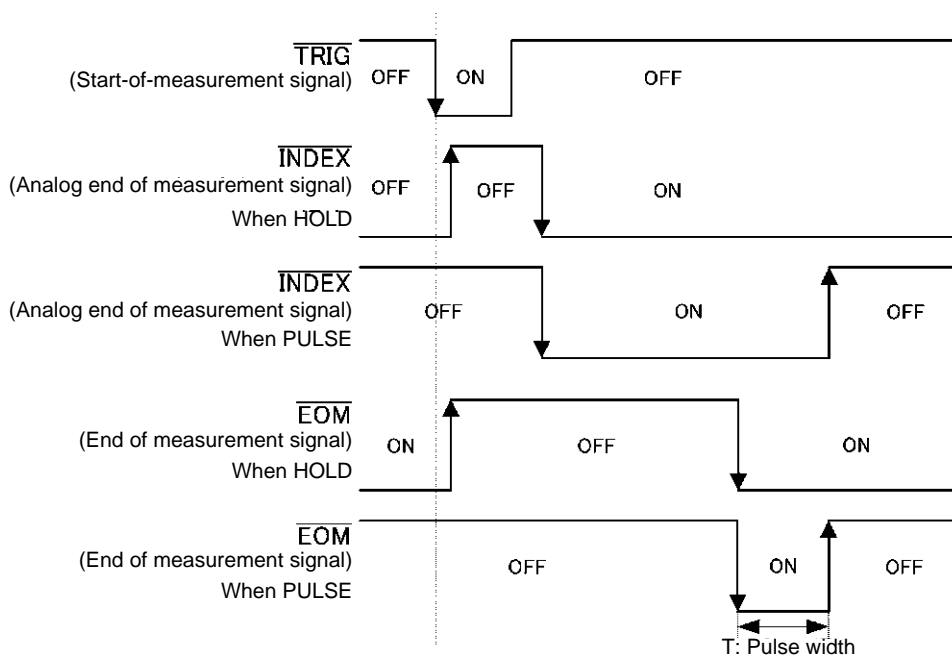 TRIG
(Start-of-measurement signal)
OFF ON OFF
INDEX
(Analog end of measurement signal)
When HOLD
OFF OFF ON
INDEX
(Analog end of measurement signal)
When PULSE
OFF ON OFF
EOM
(End of measurement signal)
When HOLD
ON OFF ON
EOM
(End of measurement signal)
When PULSE
OFF ON OFF
T: Pulse width